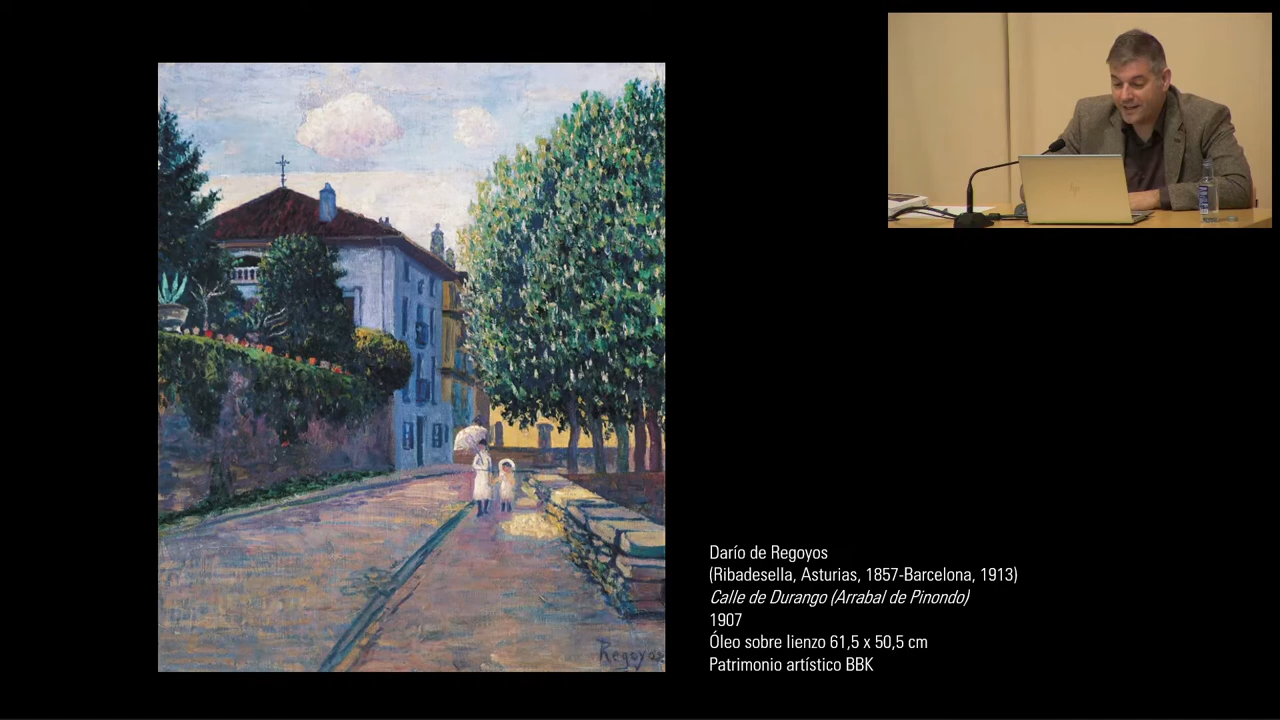 Regoyos
Darío de Regoyos
(Ribadesella, Asturias, 1857-Barcelona, 1913)
Calle de Durango (Arrabal de Pinondo)
1907
Óleo sobre lienzo 61,5 x 50,5 cm
Patrimonio artístico BBK